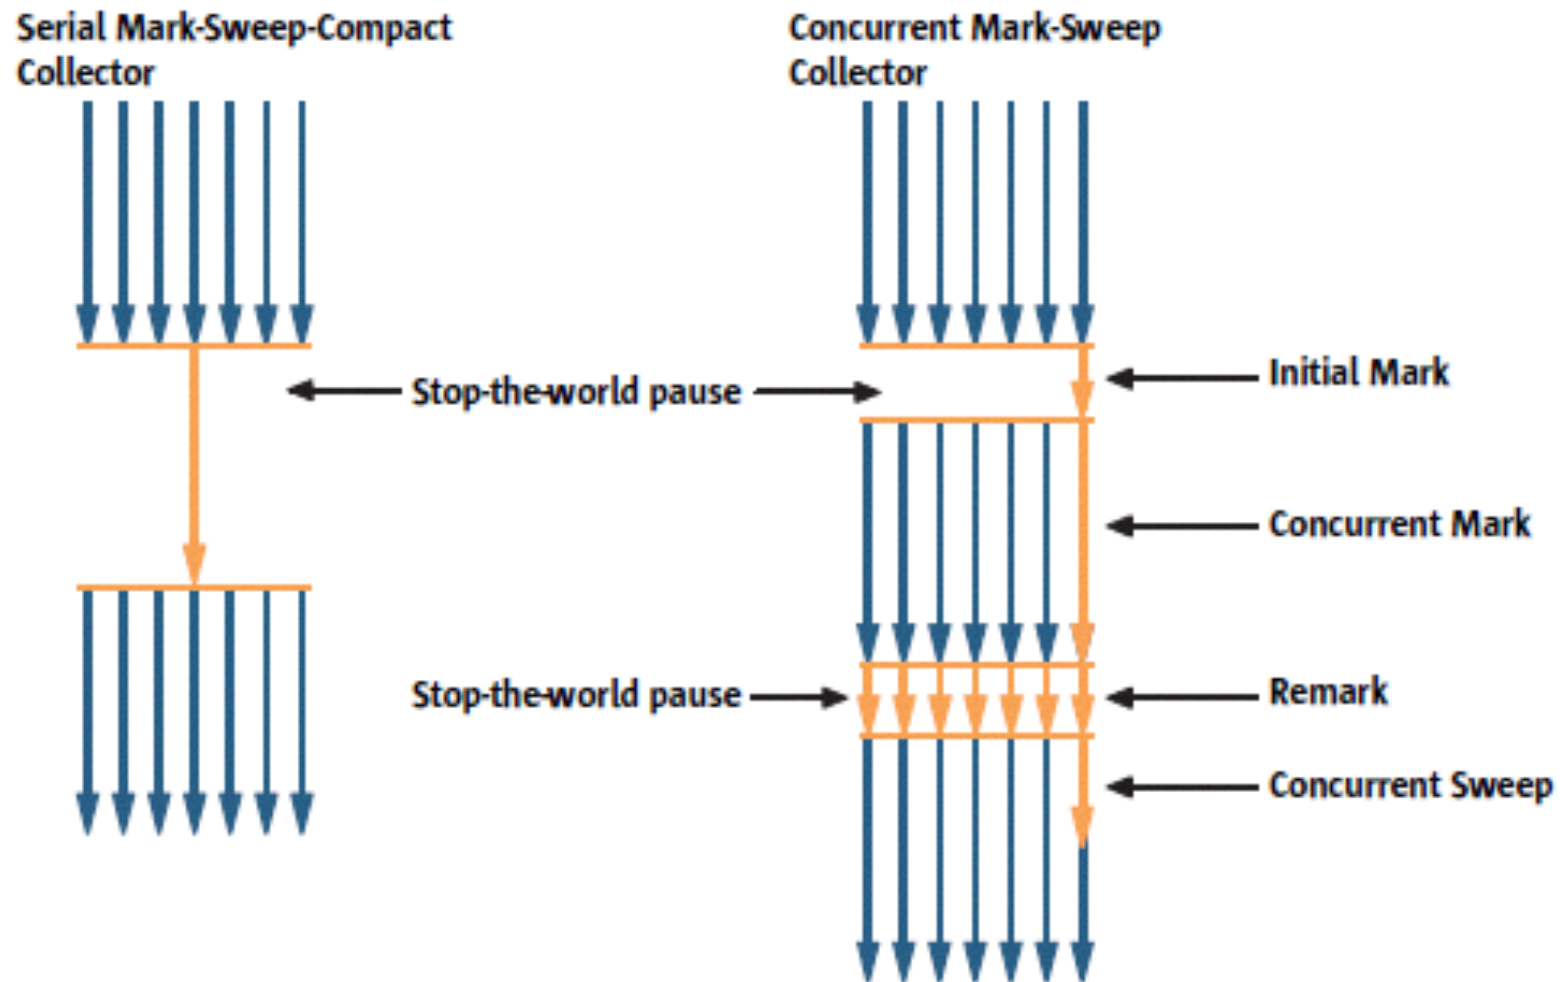 Serial Mark-Sweep-Compact
Collector
Concurrent Mark-Sweep
Collector
Stop-the-world pause
Initial Mark
Concurrent Mark
Stop-the-world pause
Remark
Concurrent Sweep